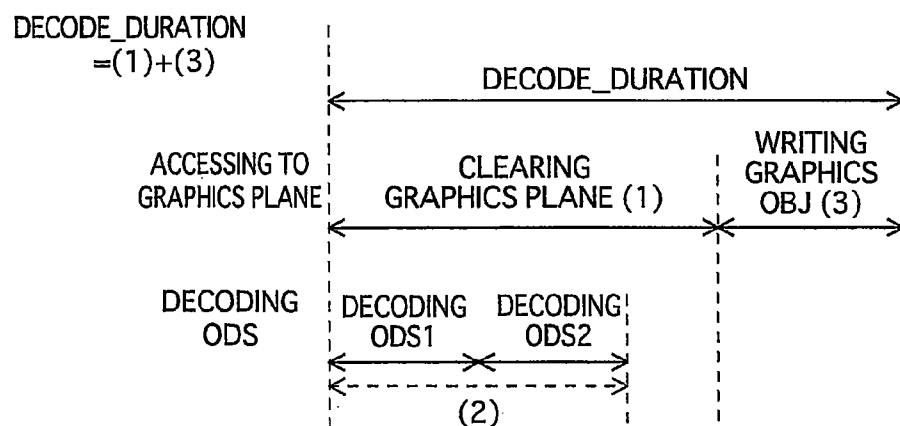 DECODE_DURATION
=(1)+(3)
DECODE_DURATION
ACCESSING TO
GRAPHICS PLANE
CLEARING
GRAPHICS PLANE (1)
WRITING
GRAPHICS
OBJ (3)
DECODING
ODS
DECODING
ODS1
DECODING
ODS2
(2)